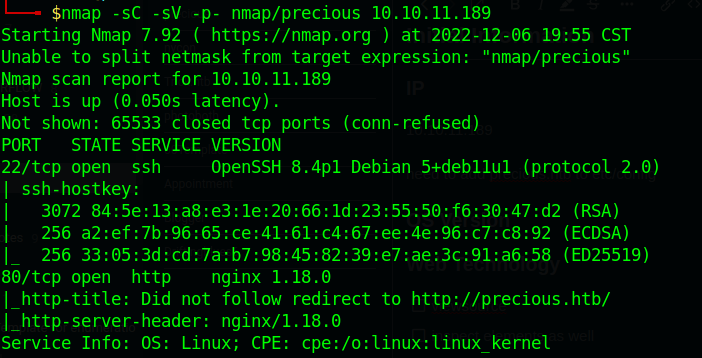 $nmap -sC -sV -p- nmap/precious 10.10.11.189
Starting Nmap 7.92 ( https://nmap.org ) at 2022-12-06 19:55 CST
Unable to split netmask from target expression: "nmap/precious"
Nmap scan report for 10.10.11.189
Host is up (0.050s latency).
Not shown: 65533 closed tcp ports (conn-refused)
PORT   STATE SERVICE VERSION
22/tcp open  ssh     OpenSSH 8.4p1 Debian 5+deb11u1 (protocol 2.0)
| ssh-hostkey:
|   3072 84:5e:13:a8:e3:1e:20:66:1d:23:55:50:f6:30:47:d2 (RSA)
|   256 a2:ef:7b:96:65:ce:41:61:c4:67:ee:4e:96:c7:c8:92 (ECDSA)
|_  256 33:05:3d:cd:7a:b7:98:45:82:39:e7:ae:3c:91:a6:58 (ED25519)
80/tcp open  http    nginx 1.18.0
|_http-title: Did not follow redirect to http://precious.htb/
|_http-server-header: nginx/1.18.0
Service Info: OS: Linux; CPE: cpe:/o:linux:linux_kernel